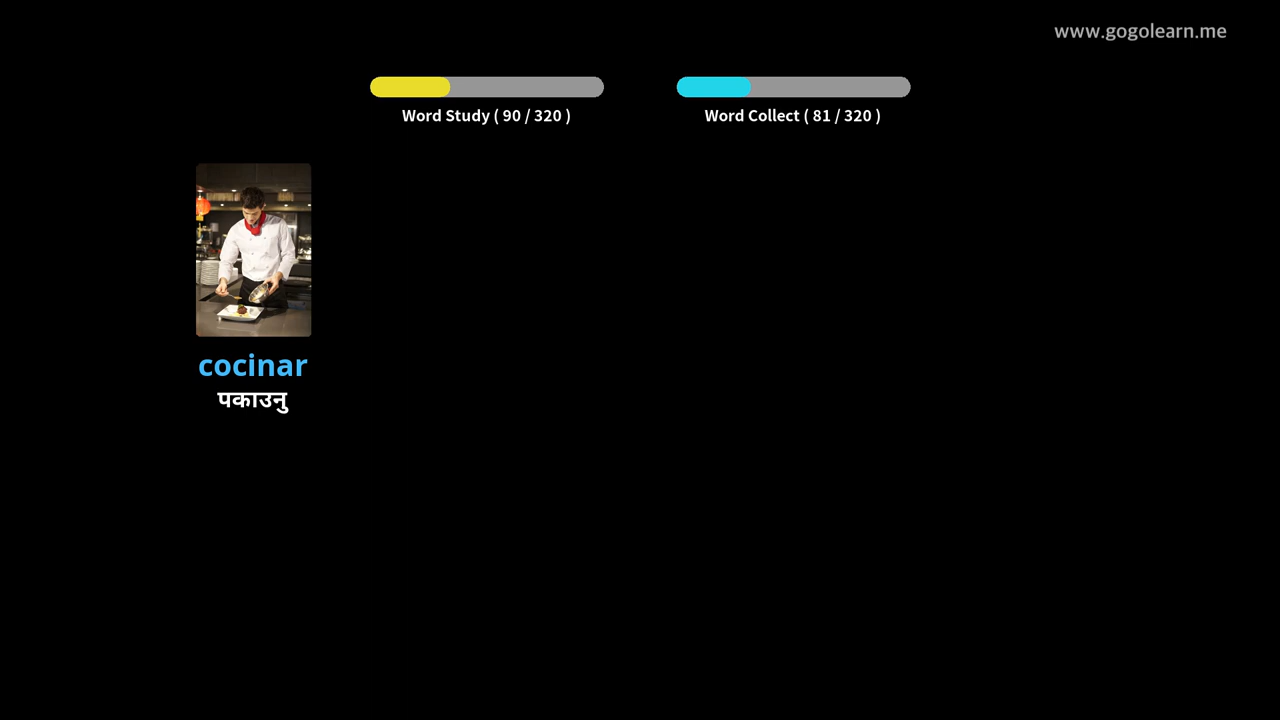 www.gogolearn.me
Word Study ( 90 / 320 )
Word Collect ( 81 / 320 )
cocinar
पकाउनु